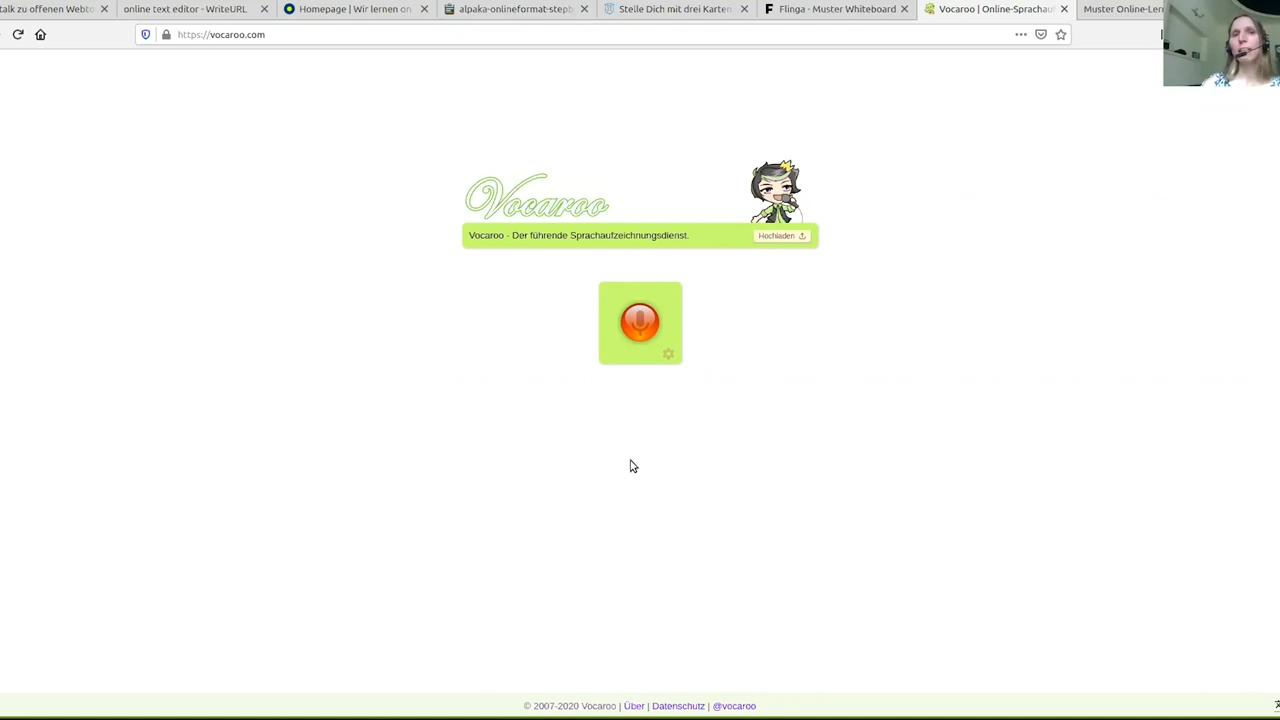 talk zu offenen Webto
online text editor - WriteURL
Homepage | Wir lernen on
alpaka-onlineformat-stepb
Steile Dich mit drei Karten
F Flinga · Muster Whiteboard
Vocaroo | Online-Sprachauf
Muster Online-Ler
https://vocaroo.com
Vocaroo
Vocaroo - Der führende Sprachaufzeichnungsdienst.
Hochladen
© 2007-2020 Vocaroo | Über | Datenschutz | @vocaroo